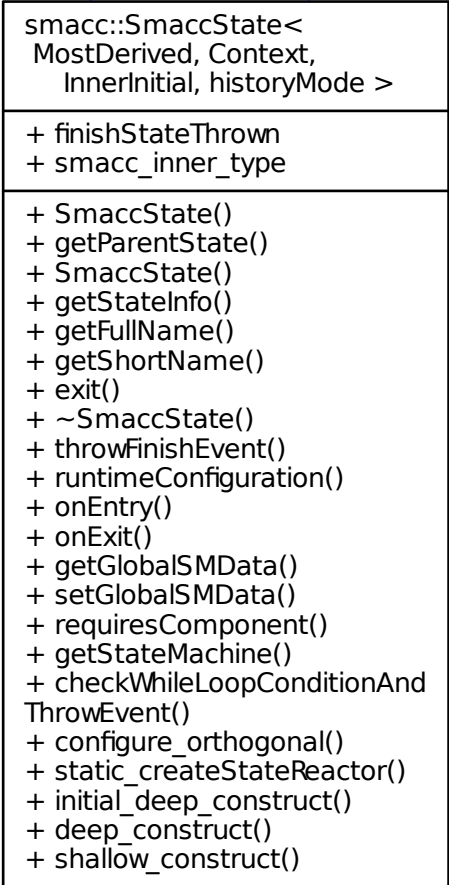 smacc::SmaccState<
MostDerived, Context,
InnerInitial, historyMode >
+ finishStateThrown
+ smacc_inner_type
+ SmaccState()
+ getParentState()
+ SmaccState()
+ getStateInfo()
+ getFullName()
+ getShortName()
+ exit()
+ ~SmaccState()
+ throwFinishEvent()
+ runtimeConfiguration()
+ onEntry()
+ onExit()
+ getGlobalSMData()
+ setGlobalSMData()
+ requiresComponent()
+ getStateMachine()
+ checkWhileLoopConditionAnd
ThrowEvent()
+ configure_orthogonal()
+ static_createStateReactor()
+ initial_deep_construct()
+ deep_construct()
+ shallow_construct()